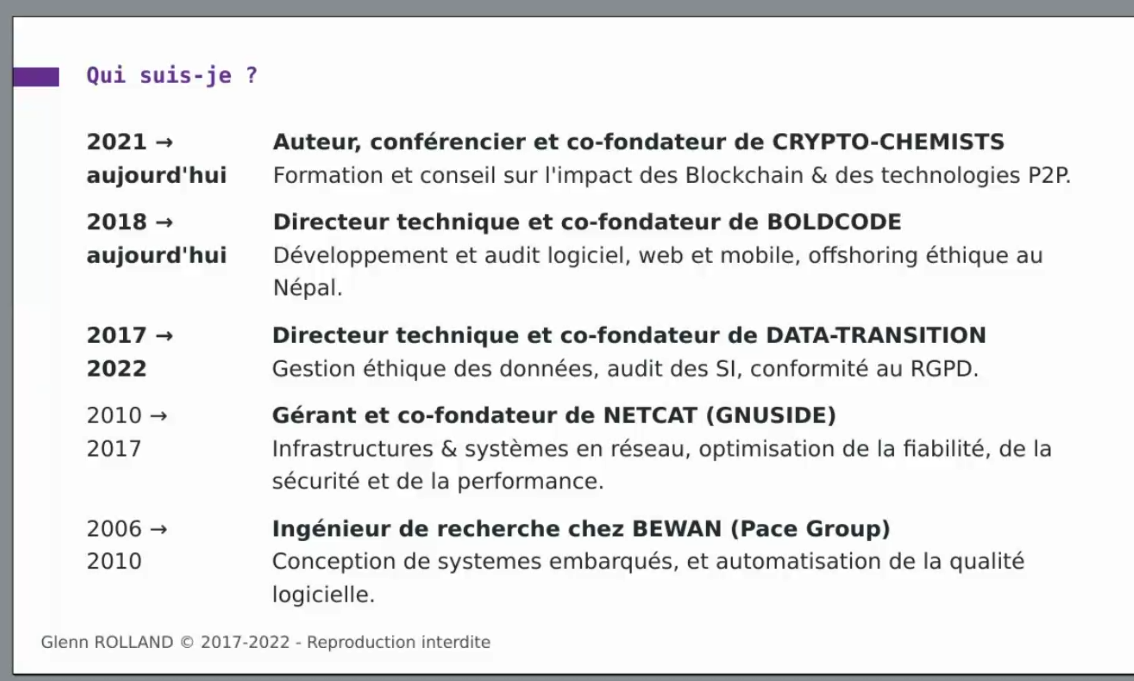 Qui suis-je ?
2021 → Auteur, conférencier et co-fondateur de CRYPTO-CHEMISTS
aujourd'hui Formation et conseil sur l'impact des Blockchain & des technologies P2P.
2018 → Directeur technique et co-fondateur de BOLDCODE
aujourd'hui Développement et audit logiciel, web et mobile, offshoring éthique au
Népal.
2017 → Directeur technique et co-fondateur de DATA-TRANSITION
2022 Gestion éthique des données, audit des SI, conformité au RGPD.
2010 → Gérant et co-fondateur de NETCAT (GNUSIDE)
2017 Infrastructures & systèmes en réseau, optimisation de la fiabilité, de la
sécurité et de la performance.
2006 → Ingénieur de recherche chez BEWAN (Pace Group)
2010 Conception de systemes embarqués, et automatisation de la qualité
logicielle.
Glenn ROLLAND © 2017-2022 - Reproduction interdite